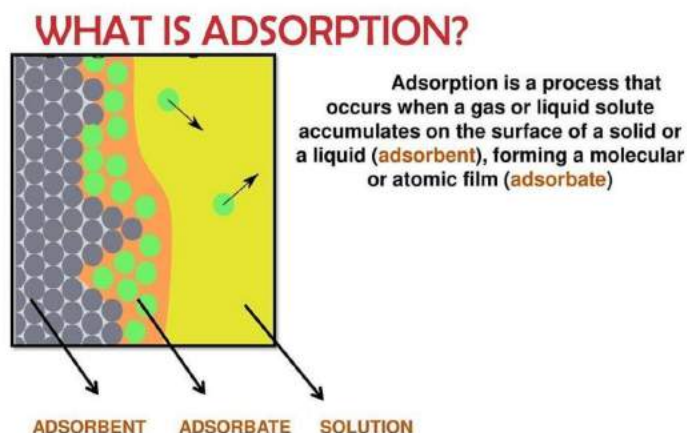 WHAT IS ADSORPTION?
Adsorption is a process that
occurs when a gas or liquid solute
accumulates on the surface of a solid or
a liquid (adsorbent), forming a molecular
or atomic film (adsorbate)
ADSORBENT ADSORBATE SOLUTION